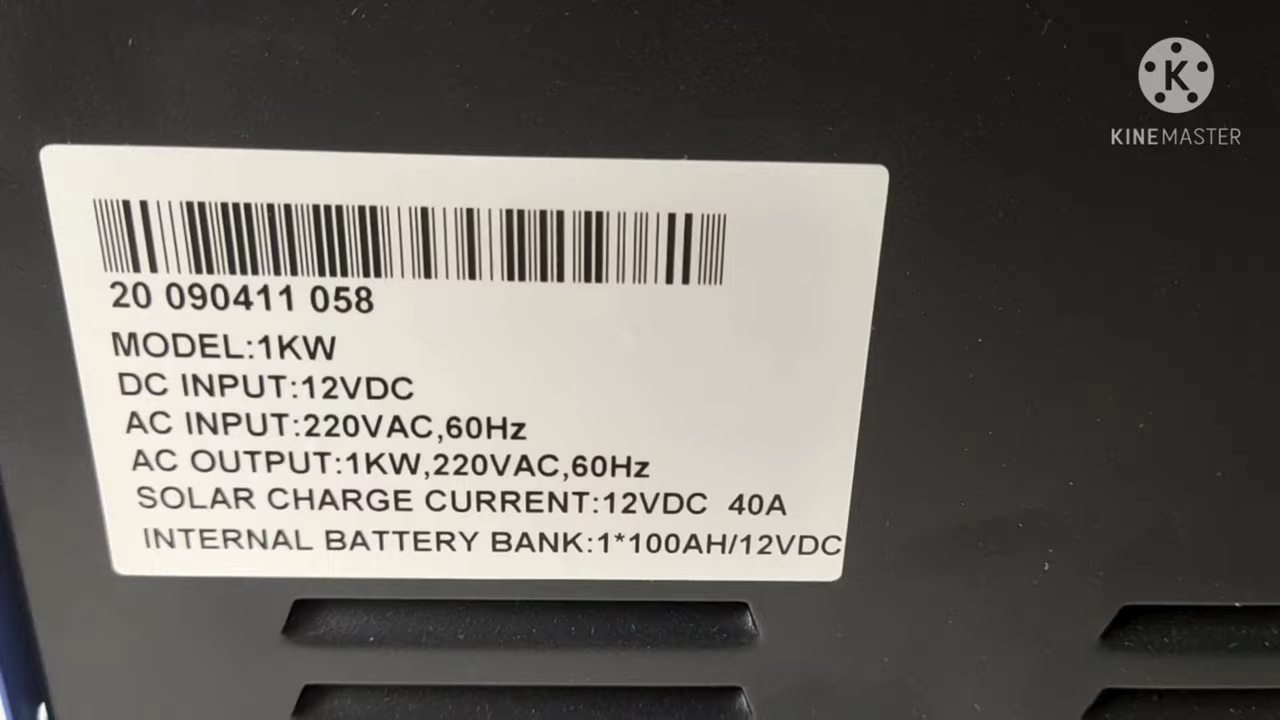 K
KINEMASTER
20 090411 058
MODEL:1KW
DC INPUT:12VDC
AC INPUT:220VAC,60Hz
AC OUTPUT:1KW,220VAC,60Hz
SOLAR CHARGE CURRENT:12VDC 40A
INTERNAL BATTERY BANK:1*100AH/12VDC